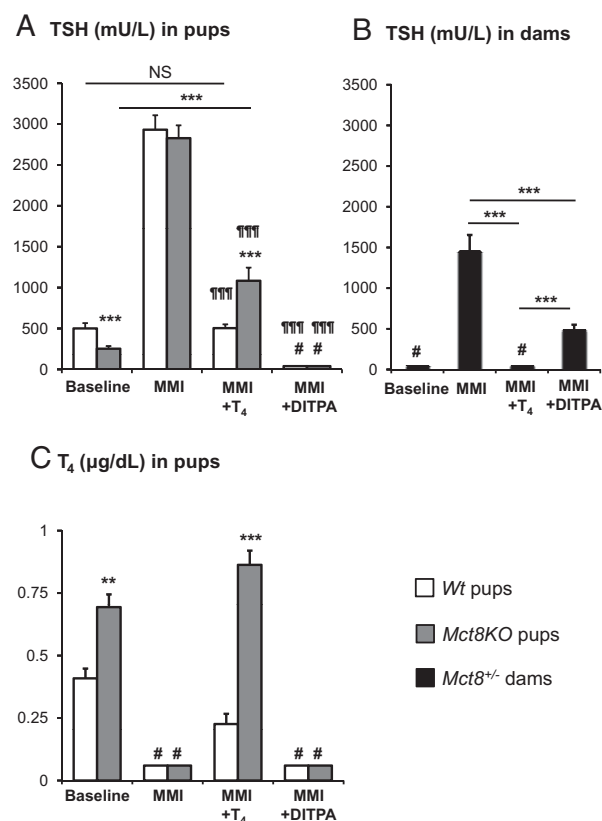 A TSH (mU/L) in pups
NS
***
3500
3000
2500
2000
1500
1000
500
0
***
¶¶¶
¶¶¶
***
¶¶¶ ¶¶¶
# #
Baseline
MMI
MMI
+T4
MMI
+DITPA
B TSH (mU/L) in dams
3500
3000
2500
2000
1500
1000
500
0
***
***
***
#
#
Baseline
MMI
MMI
+T4
MMI
+DITPA
C T4 (µg/dL) in pups
1
0.75
0.5
0.25
0
**
# #
***
# #
Baseline
MMI
MMI
+T4
MMI
+DITPA
Wt pups
Mct8KO pups
Mct8+/- dams